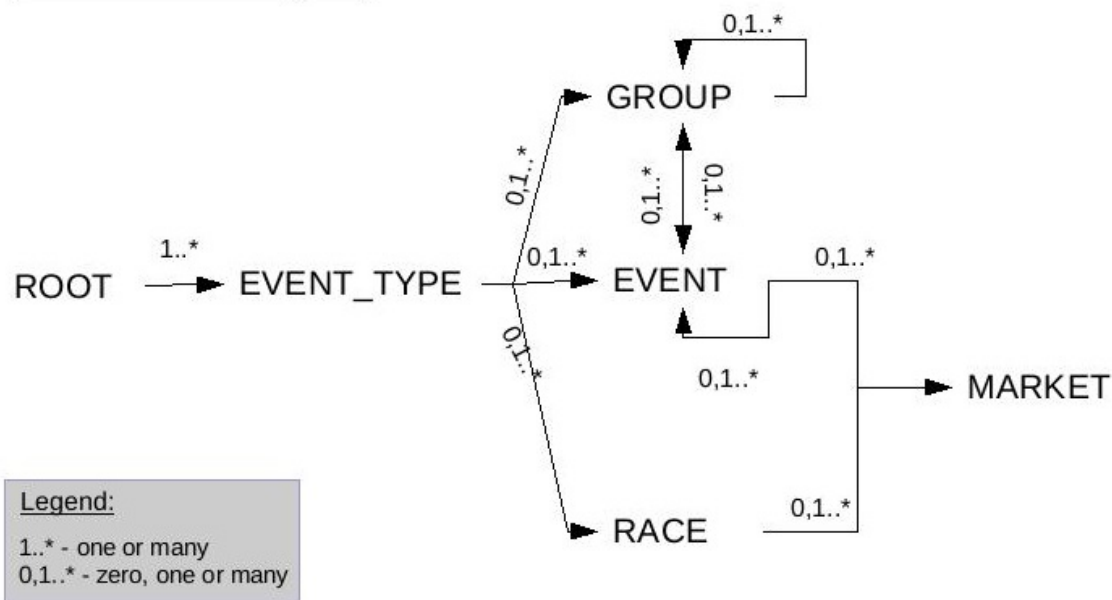 0,1..*
GROUP
0,1..*
0,1..*
0,1..*
1..*
0,1..*
0,1..*
ROOT
EVENT_TYPE
EVENT
0,1..*
0,1..*
MARKET
Legend:
0,1..*
RACE
1..* - one or many
0,1..* - zero, one or many